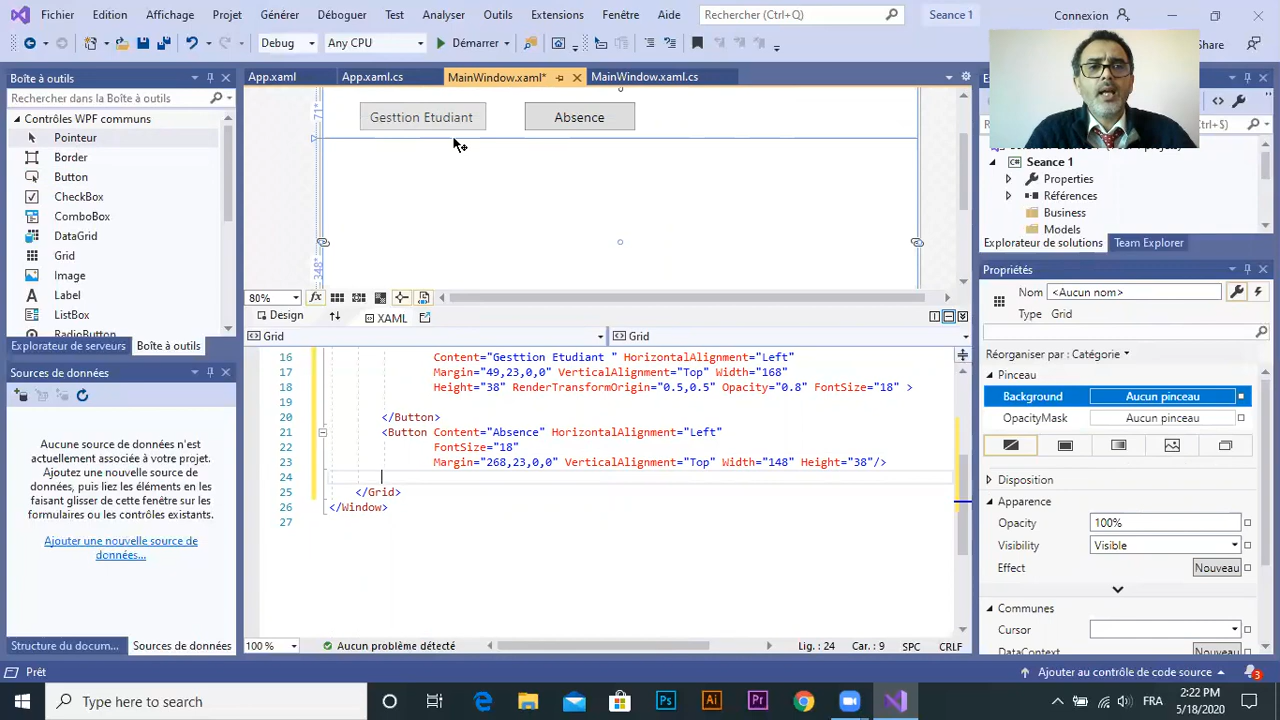 Fichier Edition Affichage Projet Générer Déboguer Test Analyser Outils Extensions Fenêtre Aide Rechercher (Ctrl+Q) Seance 1 Connexion
Debug Any CPU Démarrer Share
Boîte à outils
Rechercher dans la Boîte à outils
Contrôles WPF communs
Pointeur
Border
Button
CheckBox
ComboBox
DataGrid
Grid
Image
Label
ListBox
RadioButton
Explorateur de serveurs Boîte à outils
Sources de données
Aucune source de données n'est
actuellement associée à votre projet.
Ajoutez une nouvelle source de
données, puis liez les éléments en
les faisant glisser de cette fenêtre sur
les formulaires ou les contrôles
existants.
Ajouter une nouvelle source de
données...
Structure du docum... Sources de données
App.xaml App.xaml.cs MainWindow.xaml* MainWindow.xaml.cs
71*
Gesttion Etudiant Absence
348*
80%
Design XAML
Grid Grid
16 Content="Gesttion Etudiant " HorizontalAlignment="Left"
17 Margin="49,23,0,0" VerticalAlignment="Top" Width="168"
18 Height="38" RenderTransformOrigin="0.5,0.5" Opacity="0.8" FontSize="18" >
19
20 </Button>
21 <Button Content="Absence" HorizontalAlignment="Left"
22 FontSize="18"
23 Margin="268,23,0,0" VerticalAlignment="Top" Width="148" Height="38"/>
24
25 </Grid>
26 </Window>
27
100 % Aucun problème détecté Lig : 24 Car : 9 SPC CRLF
Seance 1
Properties
Références
Business
Models
Explorateur de solutions Team Explorer
Propriétés
Nom <Aucun nom>
Type Grid
Réorganiser par : Catégorie
Pinceau
Background Aucun pinceau
OpacityMask Aucun pinceau
Disposition
Apparence
Opacity 100%
Visibility Visible
Effect Nouveau
Communes
Cursor
DataContext Nouveau
Prêt Ajouter au contrôle de code source 3
Type here to search FRA 2:22 PM
5/18/2020